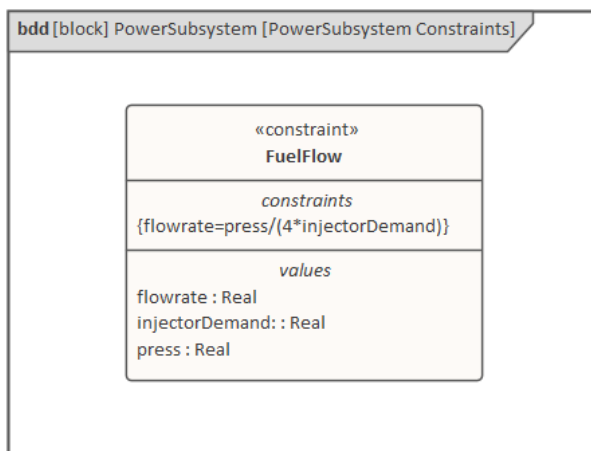 bdd [block] PowerSubsystem [PowerSubsystem Constraints]
«constraint»
FuelFlow
constraints
{flowrate=press/(4*injectorDemand)}
values
flowrate : Real
injectorDemand: : Real
press : Real